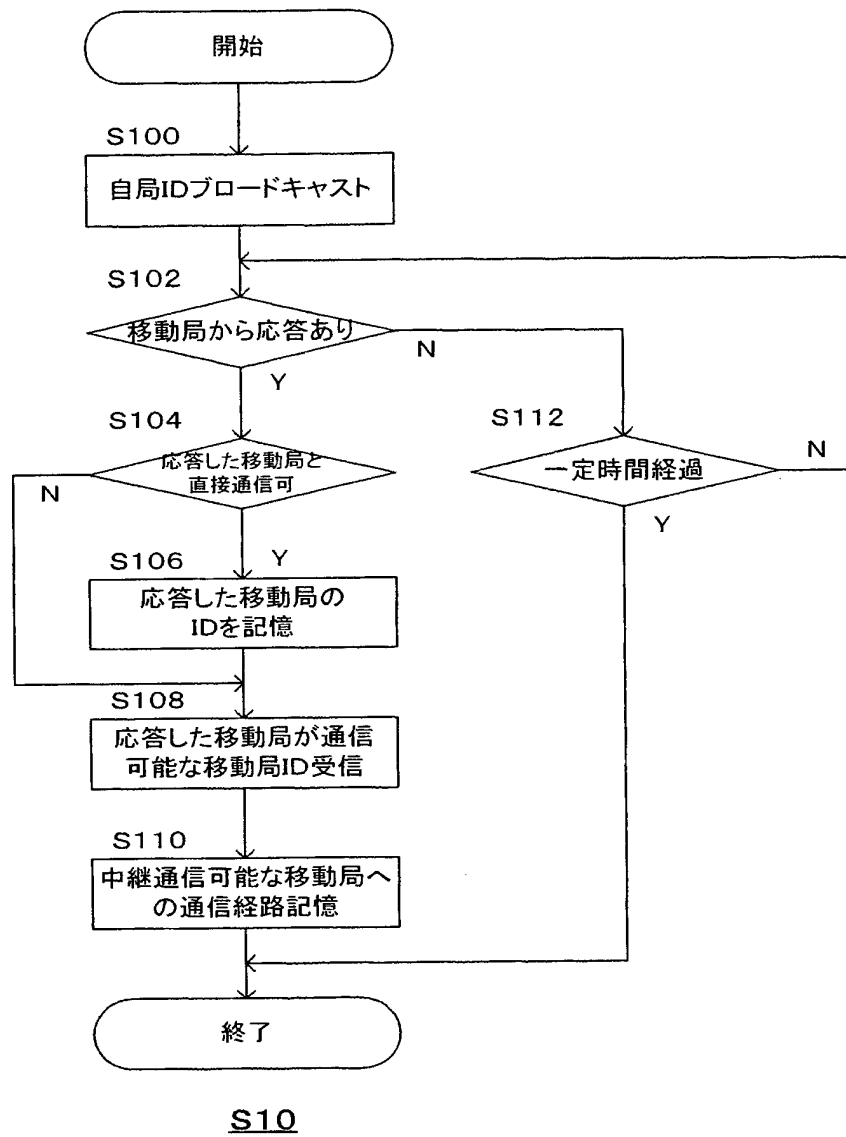 開始
S100
自局IDブロードキャスト
S102
移動局から応答あり
N
Y
S104
応答した移動局と
直接通信可
N
Y
S112
一定時間経過
N
Y
S106
応答した移動局の
IDを記憶
S108
応答した移動局が通信
可能な移動局ID受信
S110
中継通信可能な移動局へ
の通信経路記憶
終了
S10